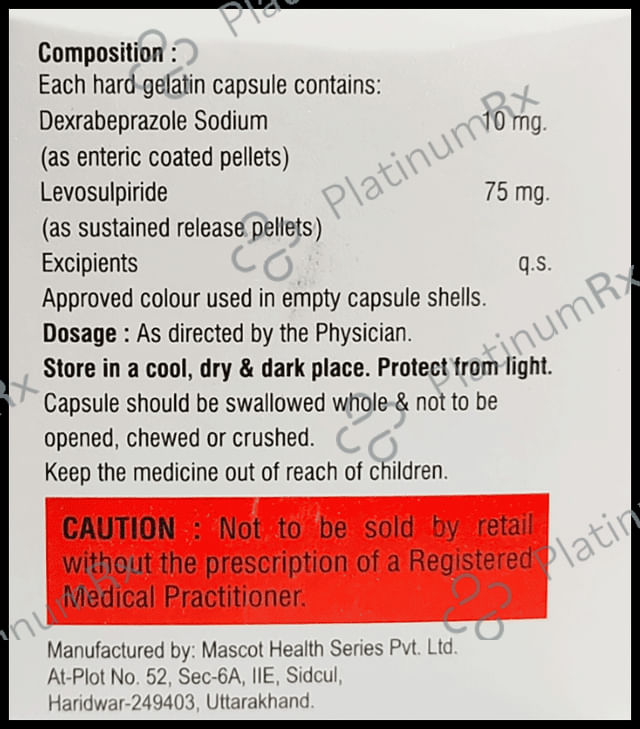 Composition :
Each hard gelatin capsule contains:
Dexrabeprazole Sodium 10 mg.
(as enteric coated pellets)
Levosulpiride 75 mg.
(as sustained release pellets)
Excipients q.s.
Approved colour used in empty capsule shells.
Dosage : As directed by the Physician.
Store in a cool, dry & dark place. Protect from light.
Capsule should be swallowed whole & not to be
opened, chewed or crushed.
Keep the medicine out of reach of children.
CAUTION : Not to be sold by retail
without the prescription of a Registered
Medical Practitioner.
Manufactured by: Mascot Health Series Pvt. Ltd.
At-Plot No. 52, Sec-6A, IIE, Sidcul,
Haridwar-249403, Uttarakhand.
PlatinumRx
PlatinumRx